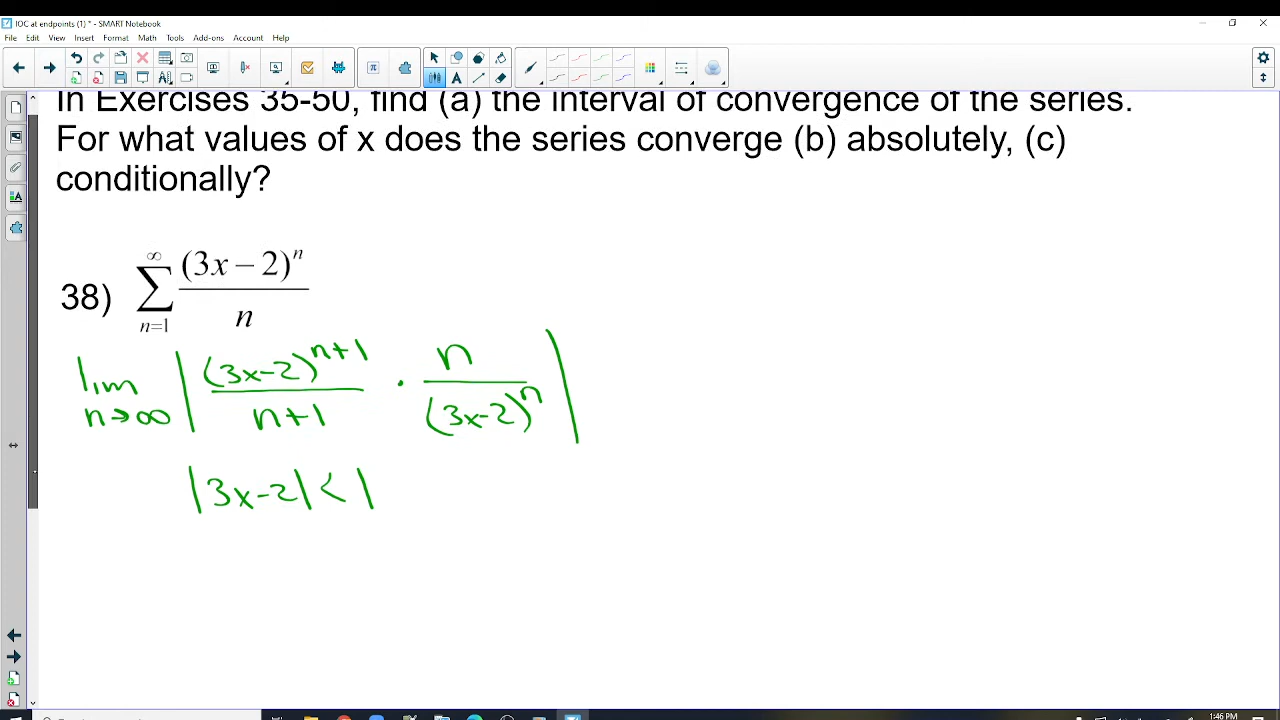 IOC at endpoints (1) * - SMART Notebook
File Edit View Insert Format Math Tools Add-ons Account Help
In Exercises 35-50, find (a) the interval of convergence of the series.
For what values of x does the series converge (b) absolutely, (c)
conditionally?
38) ∑_{n=1}^{∞} (3x – 2)^n / n
lim_{n→∞} | (3x-2)^{n+1} / n+1 · n / (3x-2)^n |
|3x-2| < 1
1:46 PM